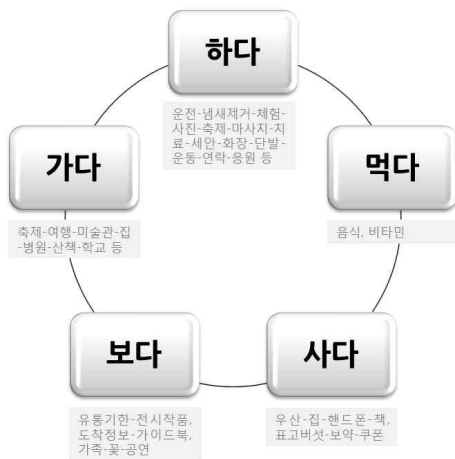 하다
운전-냄새제거-체험-
사진-축제-마사지-치
료-세안-화장-단발-
운동-연락-응원 등
가다
축제-여행-미술관-집
-병원-산책-학교 등
먹다
음식, 비타민
보다
유통기한-전시작품,
도착정보-가이드북,
가족-꽃-공연
사다
우산-집-핸드폰-책,
표고버섯-보약-쿠폰